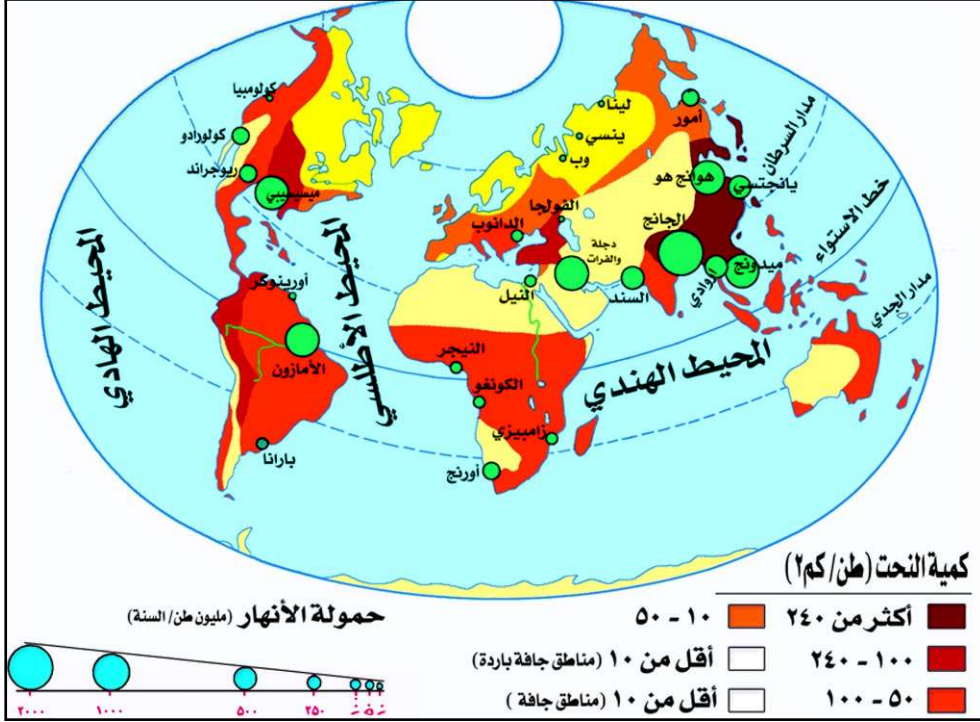 كولومبيا
كولورادو
ريوجراند
ميسيسيبي
أورينوكو
الأمازون
بارانا
المحيط الهادي
المحيط الأطلسي
لينا
ينسي
وب
أمور
الفولجا
الدانوب
دجلة
والفرات
النيل
السند
الجانج
هوانج هو
يانجتسي
ميدونج
اروادي
النيجر
الكونغو
زامبيزي
أورنج
المحيط الهندي
مدار السرطان
خط الاستواء
مدار الجدي
كمية النحت (طن/ كم٢)
أكثر من ٢٤٠
١٠ - ٥٠
١٠٠ - ٢٤٠
أقل من ١٠ (مناطق جافة باردة)
٥٠ - ١٠٠
أقل من ١٠ (مناطق جافة )
حمولة الأنهار (مليون طن/ السنة)
٢٠٠٠ ١٠٠٠ ٥٠٠ ٢٥٠